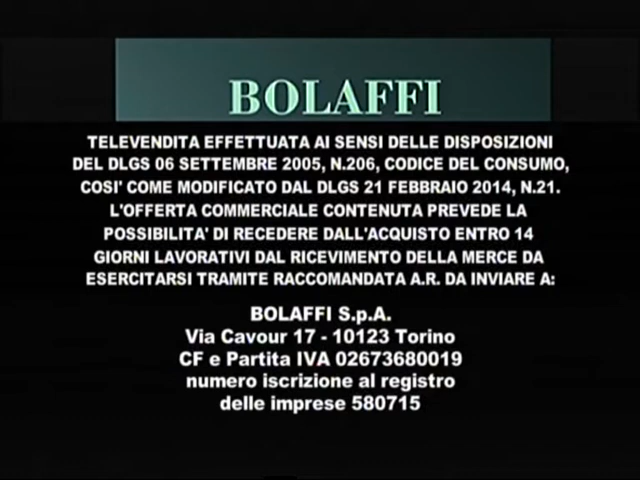 BOLAFFI
TELEVENDITA EFFETTUATA AI SENSI DELLE DISPOSIZIONI
DEL DLGS 06 SETTEMBRE 2005, N.206, CODICE DEL CONSUMO,
COSI' COME MODIFICATO DAL DLGS 21 FEBBRAIO 2014, N.21.
L'OFFERTA COMMERCIALE CONTENUTA PREVEDE LA
POSSIBILITA' DI RECEDERE DALL'ACQUISTO ENTRO 14
GIORNI LAVORATIVI DAL RICEVIMENTO DELLA MERCE DA
ESERCITARSI TRAMITE RACCOMANDATA A.R. DA INVIARE A:
BOLAFFI S.p.A.
Via Cavour 17 - 10123 Torino
CF e Partita IVA 02673680019
numero iscrizione al registro
delle imprese 580715